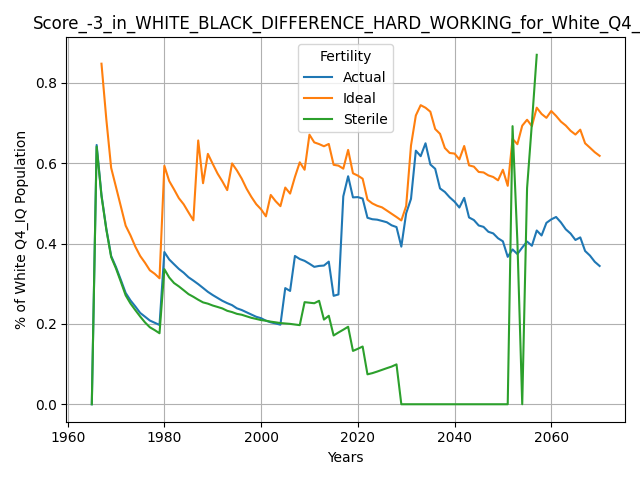 Score_-3_in_WHITE_BLACK_DIFFERENCE_HARD_WORKING_for_White_Q4_
Fertility
Actual
Ideal
Sterile
% of White Q4_IQ Population
0.8
0.6
0.4
0.2
0.0
1960 1980 2000 2020 2040 2060
Years